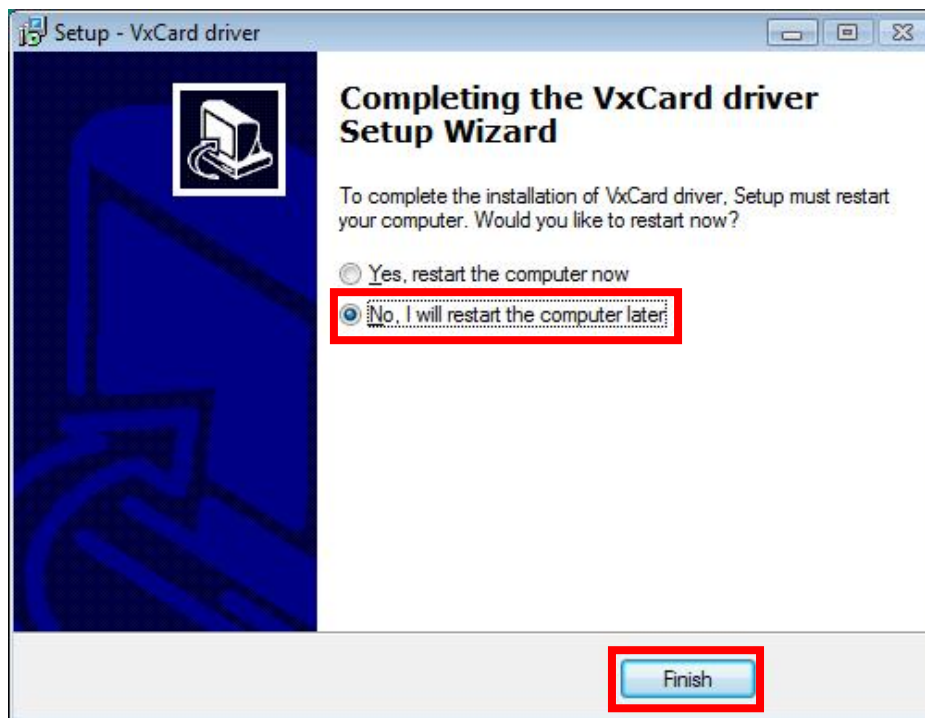 Setup - VxCard driver
Completing the VxCard driver
Setup Wizard
To complete the installation of VxCard driver, Setup must restart
your computer. Would you like to restart now?
Yes, restart the computer now
No, I will restart the computer later
Finish